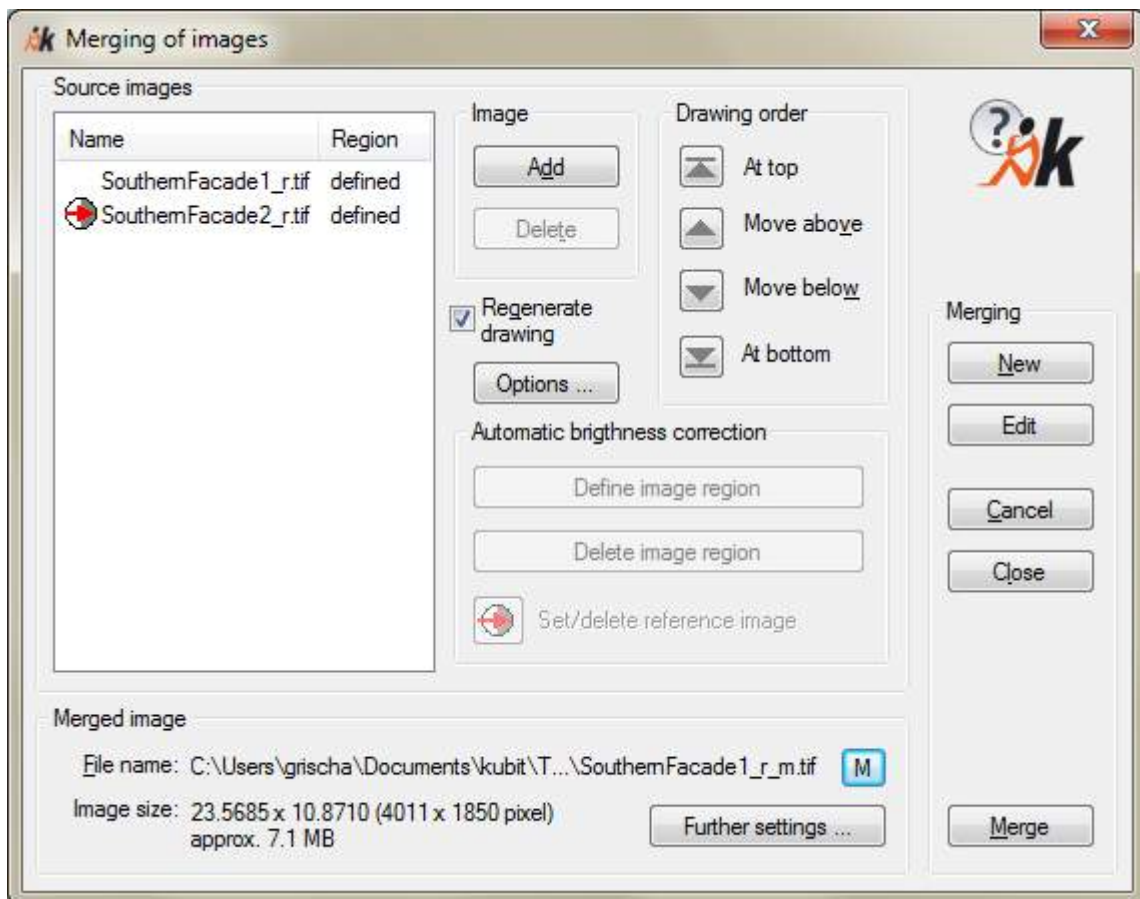 Merging of images
Source images
Name Region
SouthernFacade1_r.tif defined
SouthernFacade2_r.tif defined
Image
Add
Delete
Regenerate
drawing
Options ...
Drawing order
At top
Move above
Move below
At bottom
Automatic brigthness correction
Define image region
Delete image region
Set/delete reference image
?
k
Merging
New
Edit
Cancel
Close
Merged image
File name: C:\Users\grischa\Documents\kubit\T...\SouthernFacade1_r_m.tif M
Image size: 23.5685 x 10.8710 (4011 x 1850 pixel)
approx. 7.1 MB
Further settings ...
Merge